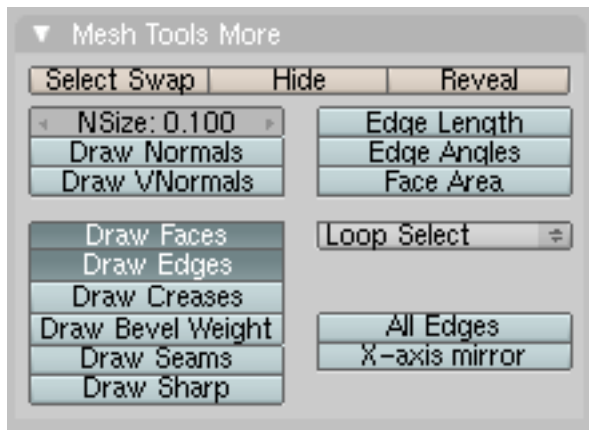 Mesh Tools More
Select Swap Hide Reveal
NSize: 0.100
Draw Normals
Draw VNormals
Edge Length
Edge Angles
Face Area
Draw Faces
Draw Edges
Draw Creases
Draw Bevel Weight
Draw Seams
Draw Sharp
Loop Select
All Edges
X-axis mirror